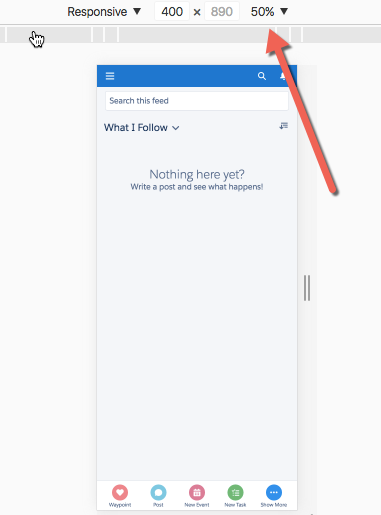 Responsive ▼ 400 × 890 50% ▼
Search this feed
What I Follow
Nothing here yet?
Write a post and see what happens!
Waypoint Post New Event New Task Show More